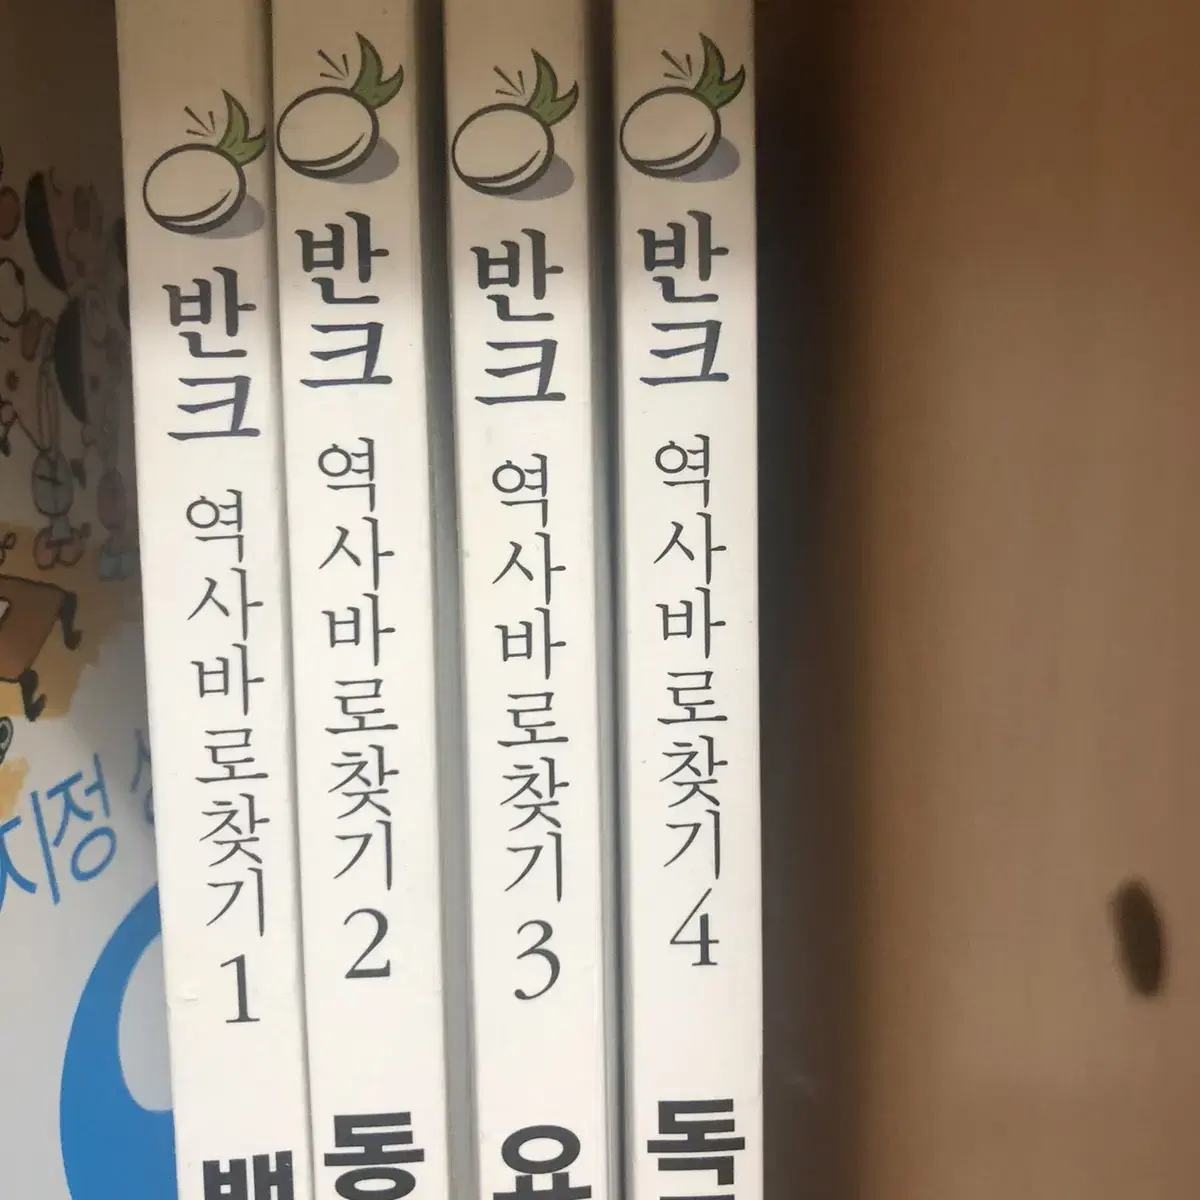 반크 역사바로찾기 1
반크 역사바로찾기 2 동
반크 역사바로찾기 3 요
반크 역사바로찾기 4 독
지정